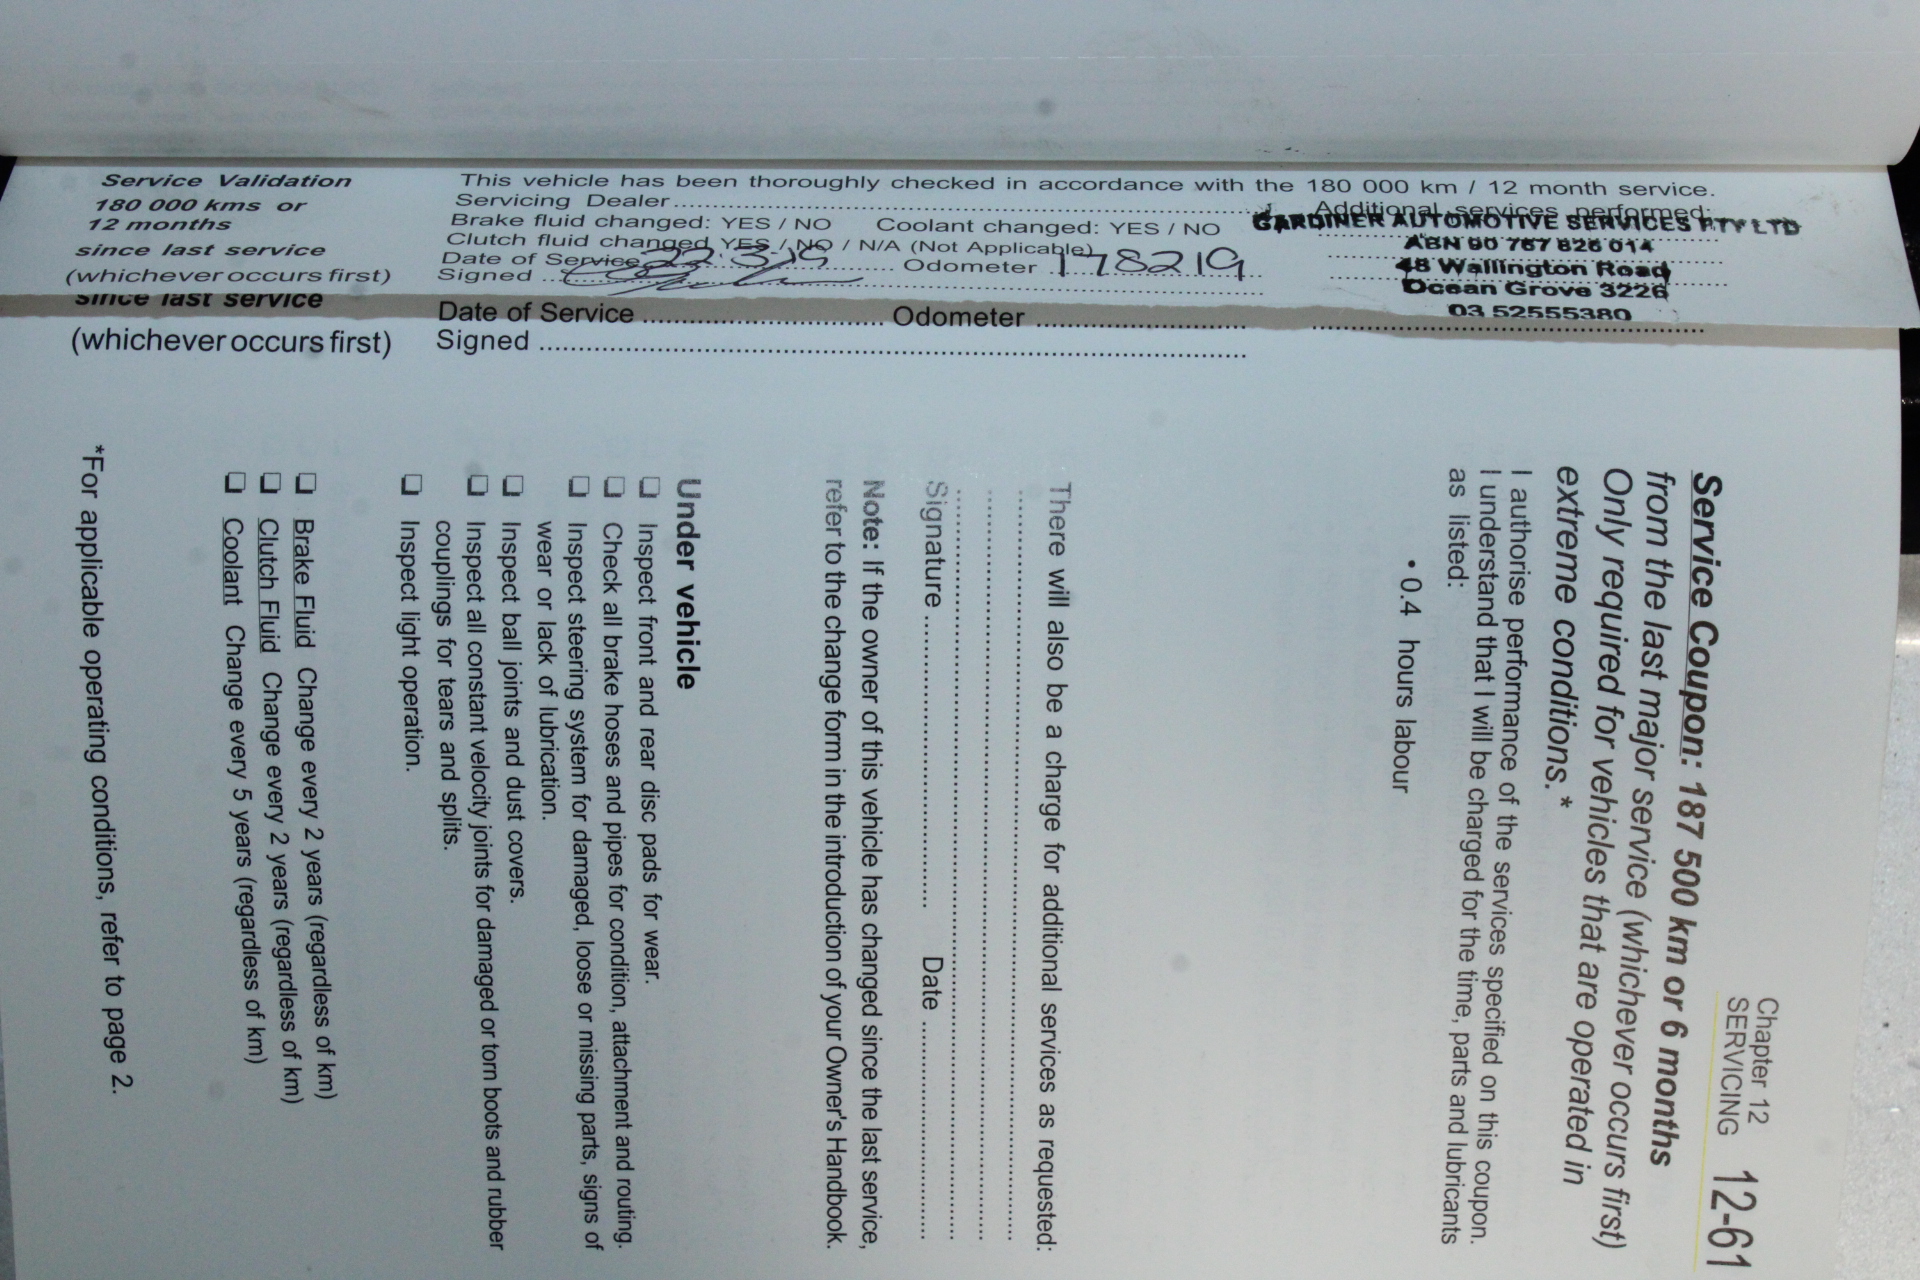 Service Validation
180 000 kms or
12 months
since last service
(whichever occurs first)
This vehicle has been thoroughly checked in accordance with the 180 000 km / 12 month service.
Servicing Dealer
Additional services performed:
Brake fluid changed: YES / NO Coolant changed: YES / NO
Clutch fluid changed YES / NO / N/A (Not Applicable)
Date of Service 22.3.15 Odometer 178219
Signed
GARDINER AUTOMOTIVE SERVICES PTY LTD
ABN 90 767 826 014
48 Wallington Road
Ocean Grove 3226
03 52555380
since last service
(whichever occurs first)
Date of Service Odometer
Signed
Chapter 12
SERVICING 12-61
Service Coupon: 187 500 km or 6 months
from the last major service (whichever occurs first)
Only required for vehicles that are operated in
extreme conditions.*
I authorise performance of the services specified on this coupon.
I understand that I will be charged for the time, parts and lubricants
as listed:
• 0.4 hours labour
There will also be a charge for additional services as requested:
Signature Date
Note: If the owner of this vehicle has changed since the last service,
refer to the change form in the introduction of your Owner's Handbook.
Under vehicle
❑ Inspect front and rear disc pads for wear.
❑ Check all brake hoses and pipes for condition, attachment and routing.
❑ Inspect steering system for damaged, loose or missing parts, signs of
wear or lack of lubrication.
❑ Inspect ball joints and dust covers.
❑ Inspect all constant velocity joints for damaged or torn boots and rubber
couplings for tears and splits.
❑ Inspect light operation.
❑ Brake Fluid Change every 2 years (regardless of km)
❑ Clutch Fluid Change every 2 years (regardless of km)
❑ Coolant Change every 5 years (regardless of km)
*For applicable operating conditions, refer to page 2.